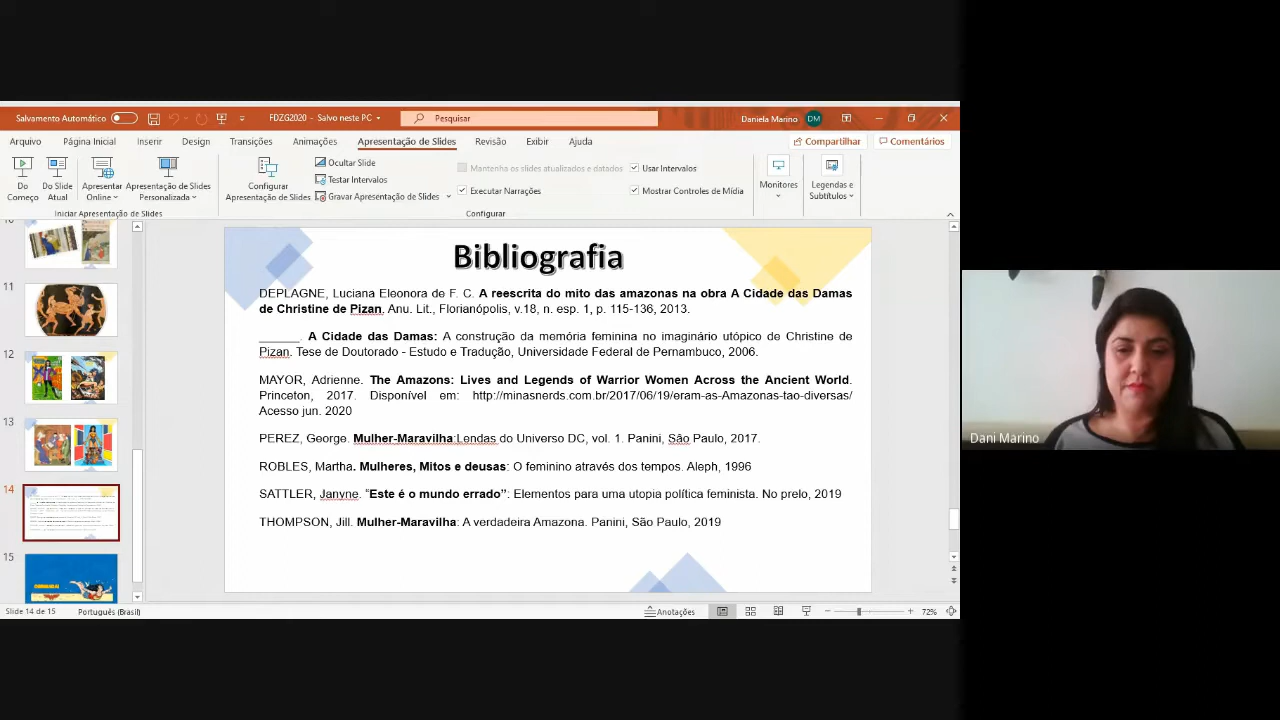 Salvamento Automático
FDZG2020 - Salvo neste PC
Pesquisar
Daniela Marino
DM
Arquivo Página Inicial Inserir Design Transições Animações Apresentação de Slides Revisão Exibir Ajuda
Compartilhar Comentários
Do Começo
Do Slide Atual
Apresentar Online
Apresentação de Slides Personalizada
Configurar Apresentação de Slides
Ocultar Slide
Testar Intervalos
Gravar Apresentação de Slides
Mantenha os slides atualizados e datados
Executar Narrações
Usar Intervalos
Mostrar Controles de Mídia
Monitores
Legendas e Subtítulos
Iniciar Apresentação de Slides
Configurar
11
12
13
14
15
Bibliografia
DEPLAGNE, Luciana Eleonora de F. C. A reescrita do mito das amazonas na obra A Cidade das Damas
de Christine de Pizan. Anu. Lit., Florianópolis, v.18, n. esp. 1, p. 115-136, 2013.
______. A Cidade das Damas: A construção da memória feminina no imaginário utópico de Christine de
Pizan. Tese de Doutorado - Estudo e Tradução, Universidade Federal de Pernambuco, 2006.
MAYOR, Adrienne. The Amazons: Lives and Legends of Warrior Women Across the Ancient World.
Princeton, 2017. Disponível em: http://minasnerds.com.br/2017/06/19/eram-as-Amazonas-tao-diversas/
Acesso jun. 2020
PEREZ, George. Mulher-Maravilha:Lendas do Universo DC, vol. 1. Panini, São Paulo, 2017.
ROBLES, Martha. Mulheres, Mitos e deusas: O feminino através dos tempos. Aleph, 1996
SATTLER, Janyne. “Este é o mundo errado”: Elementos para uma utopia política feminista. No prelo, 2019
THOMPSON, Jill. Mulher-Maravilha: A verdadeira Amazona. Panini, São Paulo, 2019
Slide 14 de 15
Português (Brasil)
Anotações
72%
Dani Marino